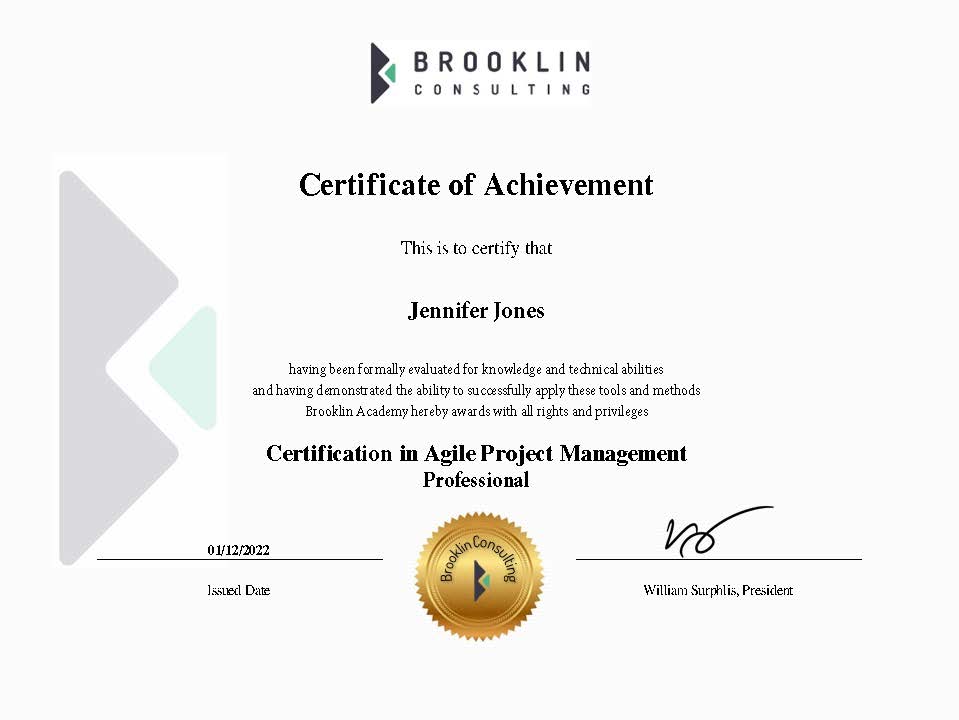 BROOKLIN
CONSULTING
Certificate of Achievement
This is to certify that
Jennifer Jones
having been formally evaluated for knowledge and technical abilities
and having demonstrated the ability to successfully apply these tools and methods
Brooklin Academy hereby awards with all rights and privileges
Certification in Agile Project Management
Professional
01/12/2022
Issued Date
Brooklin Consulting
William Surphlis, President